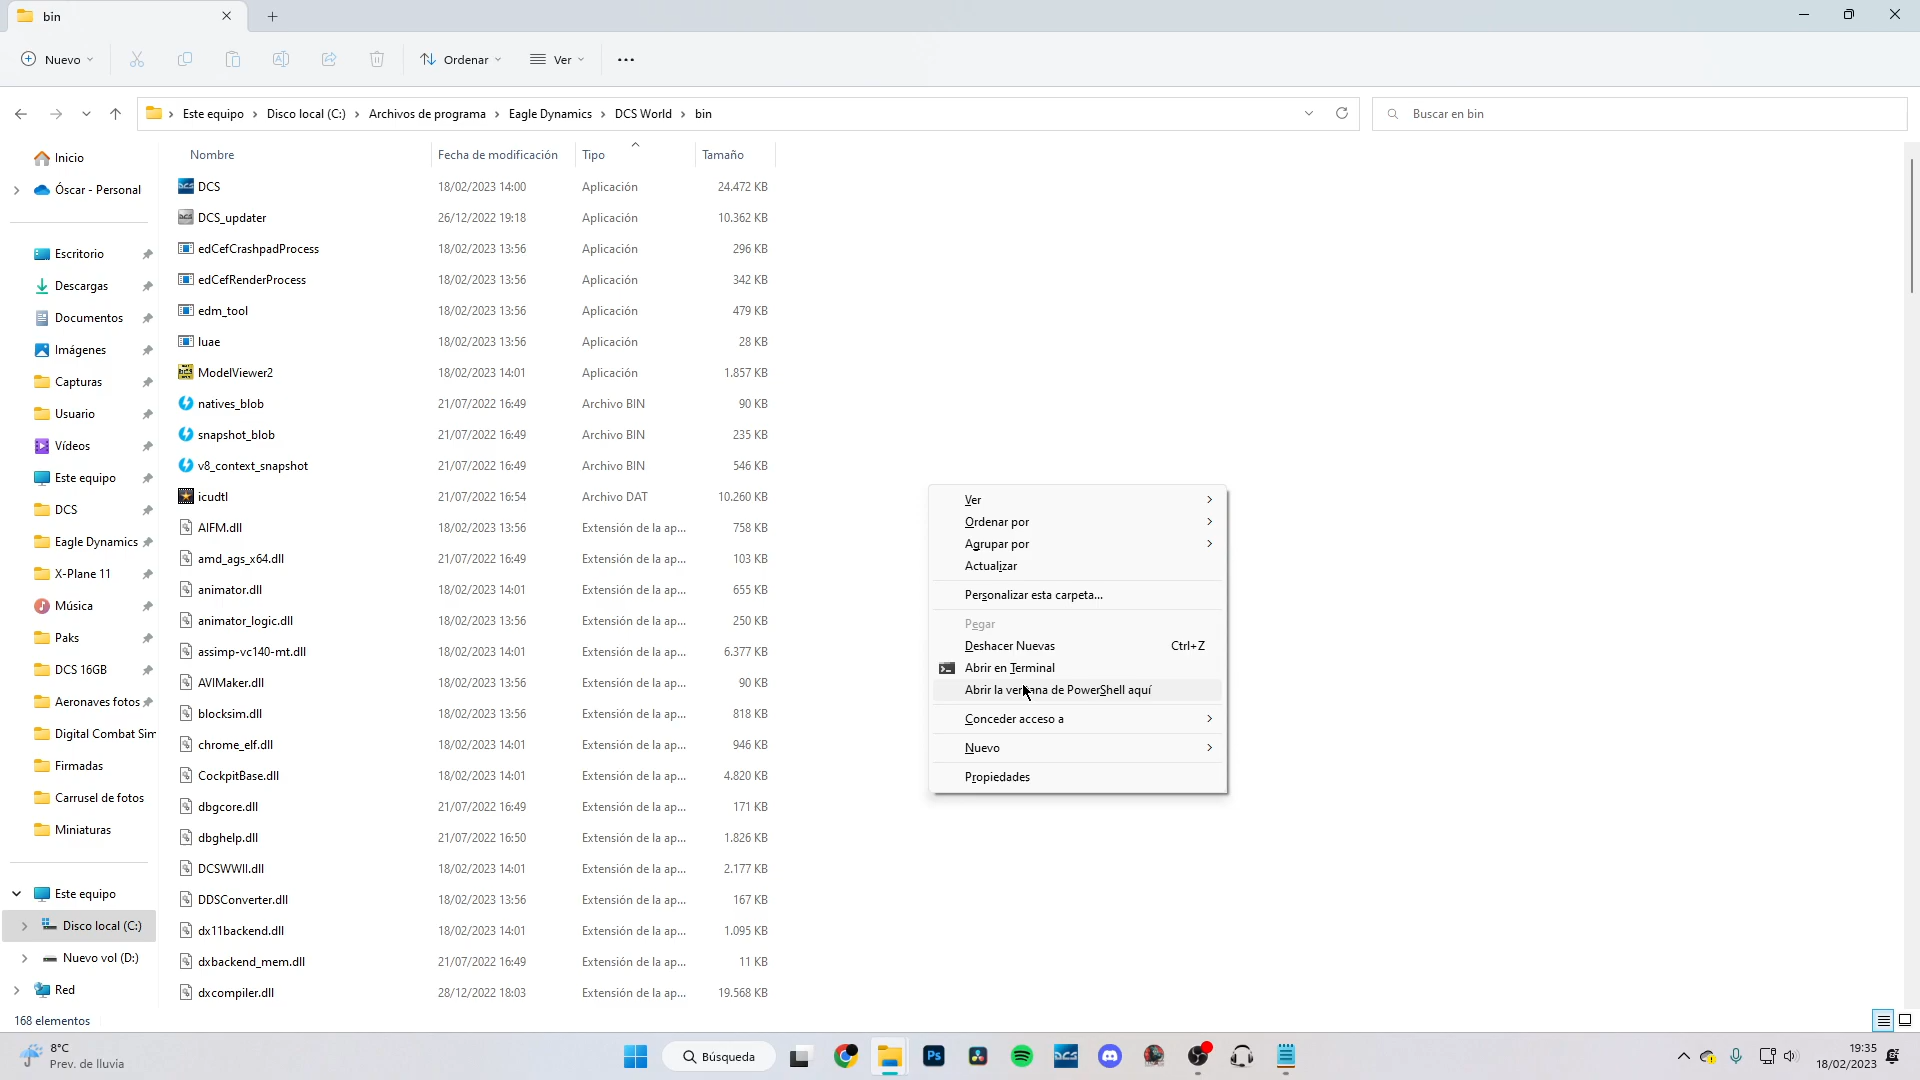 bin
Nuevo
Ordenar
Ver
Este equipo > Disco local (C:) > Archivos de programa > Eagle Dynamics > DCS World > bin
Buscar en bin
Nombre Fecha de modificación Tipo Tamaño
DCS 18/02/2023 14:00 Aplicación 24.472 KB
DCS_updater 26/12/2022 19:18 Aplicación 10.362 KB
edCefCrashpadProcess 18/02/2023 13:56 Aplicación 296 KB
edCefRenderProcess 18/02/2023 13:56 Aplicación 342 KB
edm_tool 18/02/2023 13:56 Aplicación 479 KB
luae 18/02/2023 13:56 Aplicación 28 KB
ModelViewer2 18/02/2023 14:01 Aplicación 1.857 KB
natives_blob 21/07/2022 16:49 Archivo BIN 90 KB
snapshot_blob 21/07/2022 16:49 Archivo BIN 235 KB
v8_context_snapshot 21/07/2022 16:49 Archivo BIN 546 KB
icudtl 21/07/2022 16:54 Archivo DAT 10.260 KB
AIFM.dll 18/02/2023 13:56 Extensión de la ap... 758 KB
amd_ags_x64.dll 21/07/2022 16:49 Extensión de la ap... 103 KB
animator.dll 18/02/2023 14:01 Extensión de la ap... 655 KB
animator_logic.dll 18/02/2023 13:56 Extensión de la ap... 250 KB
assimp-vc140-mt.dll 18/02/2023 14:01 Extensión de la ap... 6.377 KB
AVIMaker.dll 18/02/2023 13:56 Extensión de la ap... 90 KB
blocksim.dll 18/02/2023 13:56 Extensión de la ap... 818 KB
chrome_elf.dll 18/02/2023 14:01 Extensión de la ap... 946 KB
CockpitBase.dll 18/02/2023 14:01 Extensión de la ap... 4.820 KB
dbgcore.dll 21/07/2022 16:49 Extensión de la ap... 171 KB
dbghelp.dll 21/07/2022 16:50 Extensión de la ap... 1.826 KB
DCSWWII.dll 18/02/2023 14:01 Extensión de la ap... 2.177 KB
DDSConverter.dll 18/02/2023 13:56 Extensión de la ap... 167 KB
dx11backend.dll 18/02/2023 14:01 Extensión de la ap... 1.095 KB
dxbackend_mem.dll 21/07/2022 16:49 Extensión de la ap... 11 KB
dxcompiler.dll 28/12/2022 18:03 Extensión de la ap... 19.568 KB
Inicio
Óscar - Personal
Escritorio
Descargas
Documentos
Imágenes
Capturas
Usuario
Vídeos
Este equipo
DCS
Eagle Dynamics
X-Plane 11
Música
Paks
DCS 16GB
Aeronaves fotos
Digital Combat Sim
Firmadas
Carrusel de fotos
Miniaturas
Este equipo
Disco local (C:)
Nuevo vol (D:)
Red
168 elementos
Ver
Ordenar por
Agrupar por
Actualizar
Personalizar esta carpeta...
Pegar
Deshacer Nuevas Ctrl+Z
Abrir en Terminal
Abrir la ventana de PowerShell aquí
Conceder acceso a
Nuevo
Propiedades
8°C
Prev. de lluvia
Búsqueda
Ps
DCS
19:35
18/02/2023